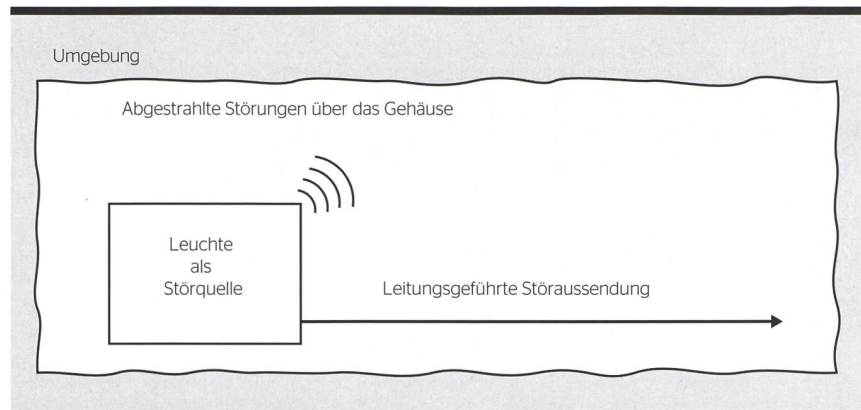 Umgebung
Abgestrahlte Störungen über das Gehäuse
Leuchte
als
Störquelle
Leitungsgeführte Störaussendung